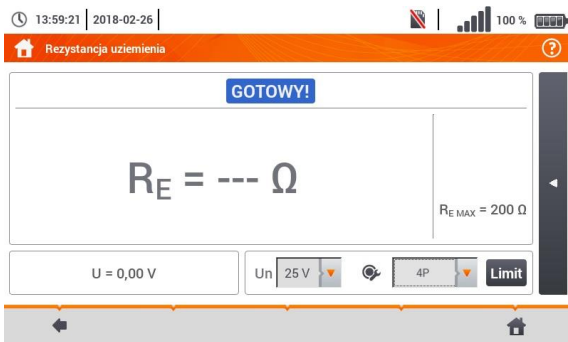 13:59:21 2018-02-26 100 %
Rezystancja uziemienia ?
GOTOWY!
RE = --- Ω
RE MAX = 200 Ω
U = 0,00 V
Un 25 V 4P Limit